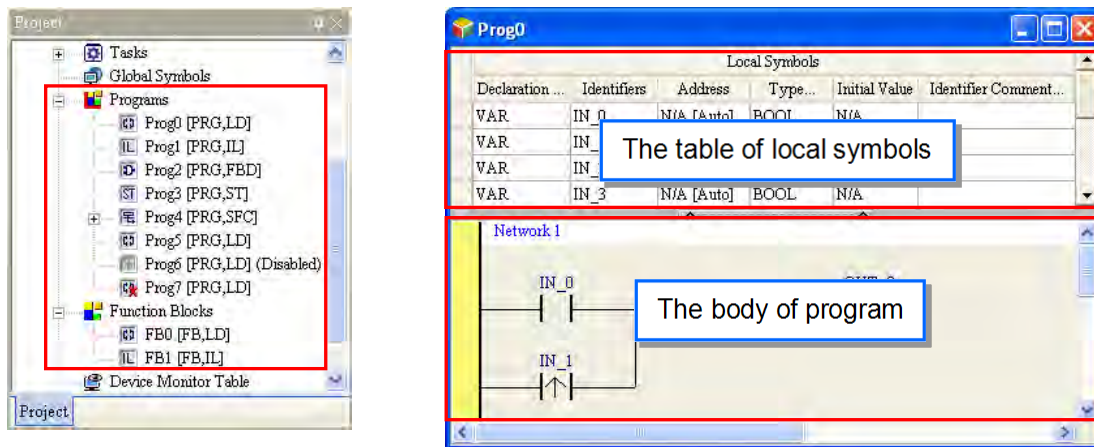 Project
Tasks
Global Symbols
Programs
Prog0 [PRG,LD]
Prog1 [PRG,IL]
Prog2 [PRG,FBD]
Prog3 [PRG,ST]
Prog4 [PRG,SFC]
Prog5 [PRG,LD]
Prog6 [PRG,LD] (Disabled)
Prog7 [PRG,LD]
Function Blocks
FB0 [FB,LD]
FB1 [FB,IL]
Device Monitor Table
Project
Prog0
Local Symbols
Declaration ... Identifiers Address Type... Initial Value Identifier Comment...
VAR IN_0 N/A [Auto] BOOL N/A
VAR
VAR
VAR IN_3 N/A [Auto] BOOL N/A
The table of local symbols
Network 1
IN_0
The body of program
IN_1